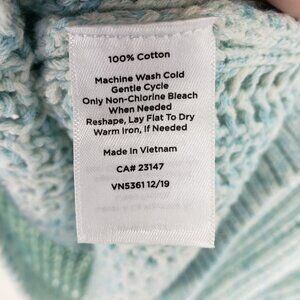 100% Cotton
Machine Wash Cold
Gentle Cycle
Only Non-Chlorine Bleach
When Needed
Reshape, Lay Flat To Dry
Warm Iron, If Needed
Made In Vietnam
CA# 23147
VN5361 12/19